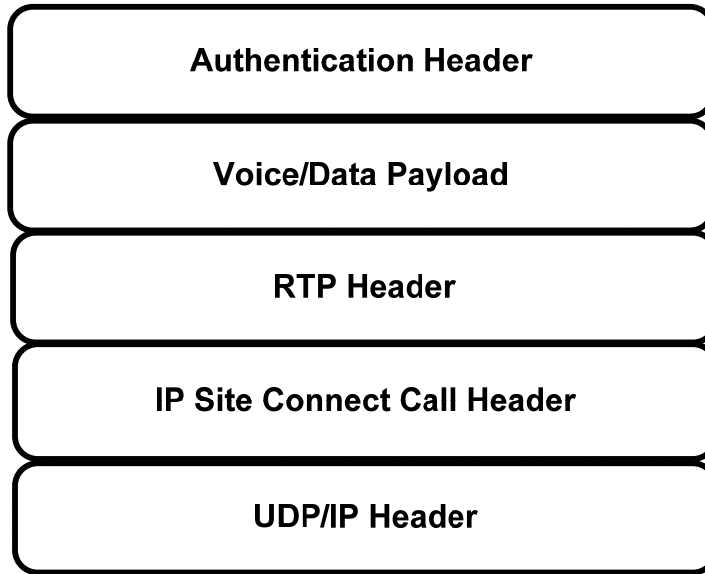 Authentication Header
Voice/Data Payload
RTP Header
IP Site Connect Call Header
UDP/IP Header